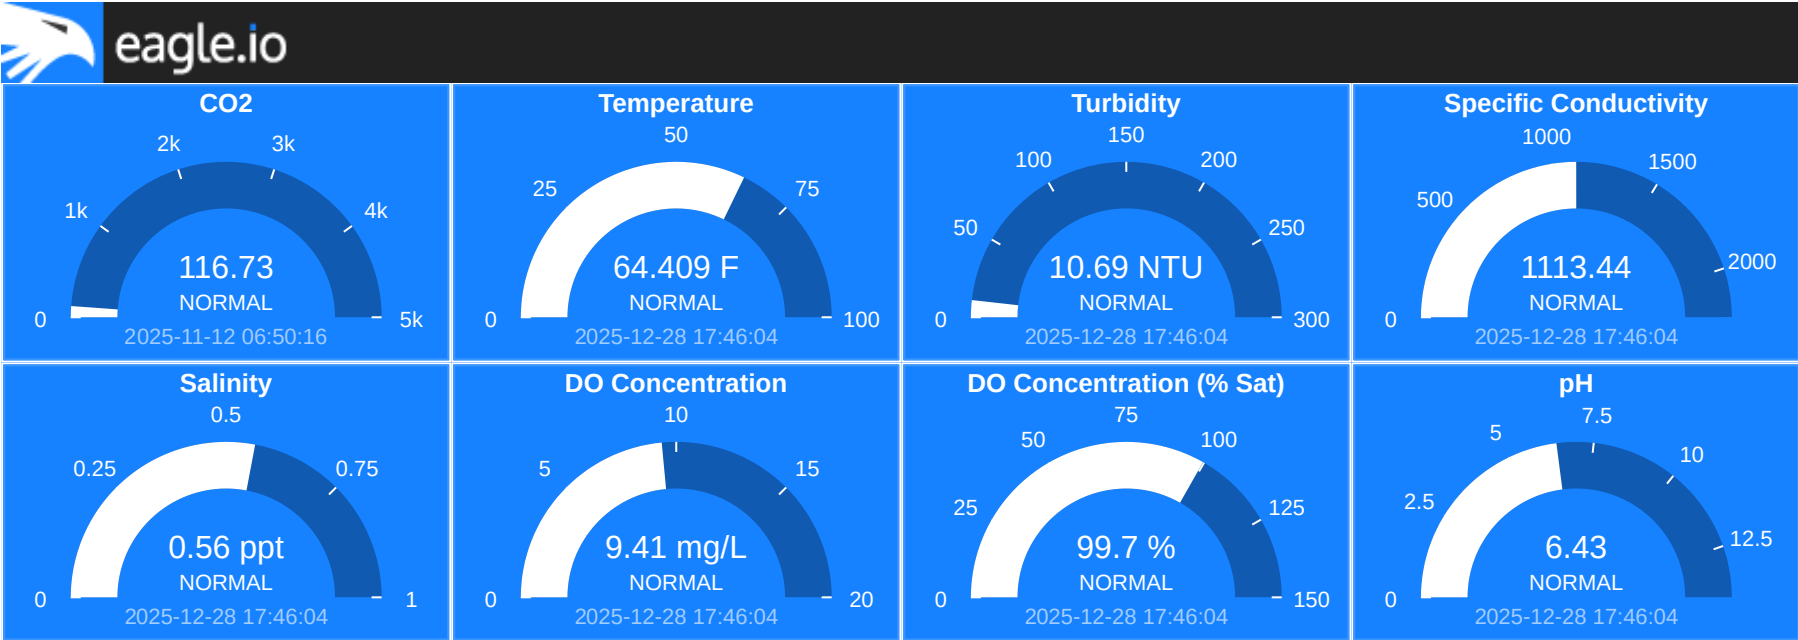 eagle.io
CO2
2k 3k
1k 4k
116.73
NORMAL
0 5k
2025-11-12 06:50:16
Temperature
50
25 75
64.409 F
NORMAL
0 100
2025-12-28 17:46:04
Turbidity
150
100 200
50 250
10.69 NTU
NORMAL
0 300
2025-12-28 17:46:04
Specific Conductivity
1000
1500
500
2000
1113.44
NORMAL
0
2025-12-28 17:46:04
Salinity
0.5
0.25 0.75
0.56 ppt
NORMAL
0 1
2025-12-28 17:46:04
DO Concentration
10
5 15
9.41 mg/L
NORMAL
0 20
2025-12-28 17:46:04
DO Concentration (% Sat)
75
50 100
25 125
99.7 %
NORMAL
0 150
2025-12-28 17:46:04
pH
7.5
5
10
2.5
12.5
6.43
NORMAL
0
2025-12-28 17:46:04